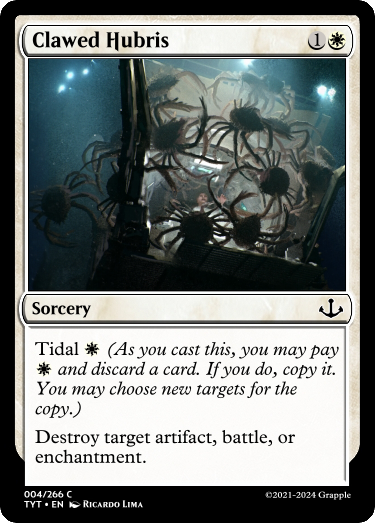 Clawed Hubris 1
Sorcery
Tidal (As you cast this, you may pay
and discard a card. If you do, copy it.
You may choose new targets for the
copy.)
Destroy target artifact, battle, or
enchantment.
004/266 C
TYT • EN Ricardo Lima
©2021-2024 Grapple